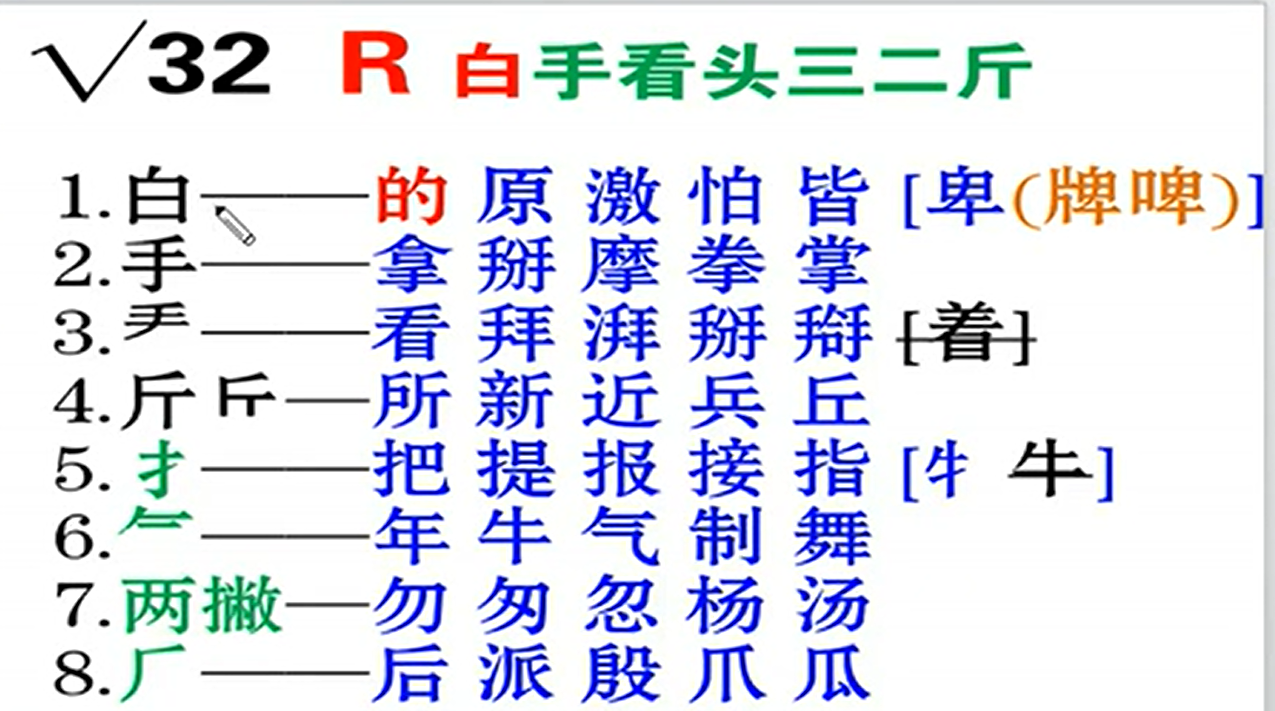 √32 R 白手看头三二斤
1.白——的 原 激 怕 皆 [卑(牌啤)]
2.手——拿 掰 摩 拳 掌
3.龵——看 拜 湃 掰 搿 [着]
4.斤 𠂔——所 新 近 兵 丘
5.扌——把 提 报 接 指 [牜 牛]
6.𠂉——年 牛 气 制 舞
7.两撇——勿 匆 忽 杨 汤
8.厂——后 派 殷 爪 瓜